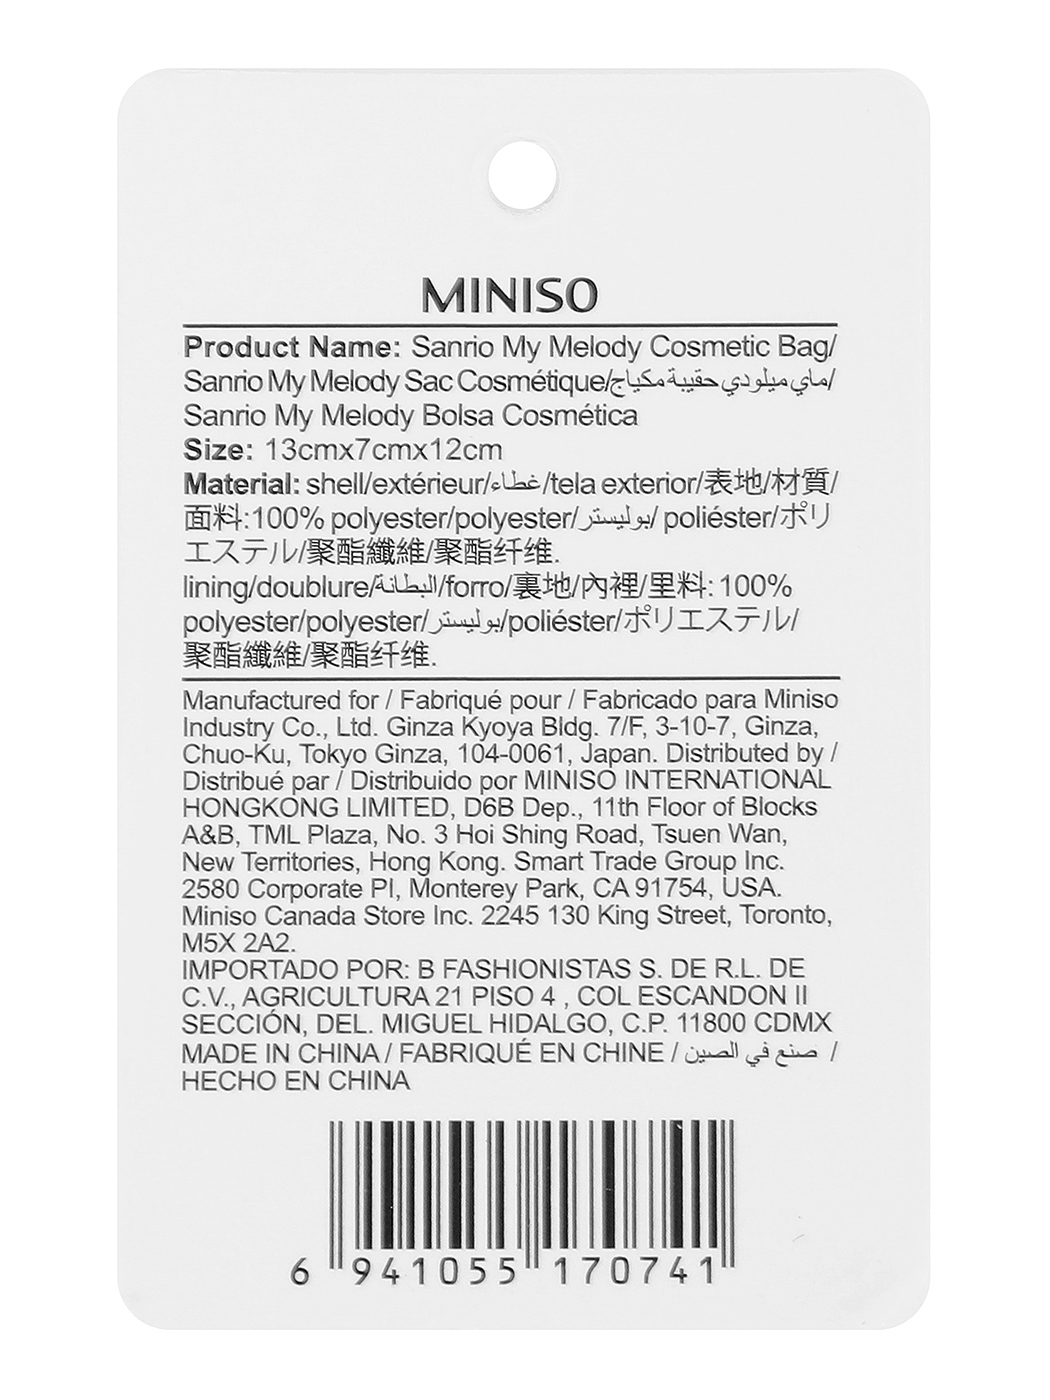 MINISO
Product Name: Sanrio My Melody Cosmetic Bag/
Sanrio My Melody Sac Cosmétique/ماي ميلودي حقيبة مكياج/
Sanrio My Melody Bolsa Cosmética
Size: 13cmx7cmx12cm
Material: shell/extérieur/غطاء/tela exterior/表地/材質/
面料:100% polyester/polyester/بوليستر/ poliéster/ポリ
エステル/聚酯纖維/聚酯纤维.
lining/doublure/البطانة/forro/裏地/內裡/里料: 100%
polyester/polyester/بوليستر/poliéster/ポリエステル/
聚酯纖維/聚酯纤维.
Manufactured for / Fabriqué pour / Fabricado para Miniso
Industry Co., Ltd. Ginza Kyoya Bldg. 7/F, 3-10-7, Ginza,
Chuo-Ku, Tokyo Ginza, 104-0061, Japan. Distributed by /
Distribué par / Distribuido por MINISO INTERNATIONAL
HONGKONG LIMITED, D6B Dep., 11th Floor of Blocks
A&B, TML Plaza, No. 3 Hoi Shing Road, Tsuen Wan,
New Territories, Hong Kong. Smart Trade Group Inc.
2580 Corporate Pl, Monterey Park, CA 91754, USA.
Miniso Canada Store Inc. 2245 130 King Street, Toronto,
M5X 2A2.
IMPORTADO POR: B FASHIONISTAS S. DE R.L. DE
C.V., AGRICULTURA 21 PISO 4 , COL ESCANDON II
SECCIÓN, DEL. MIGUEL HIDALGO, C.P. 11800 CDMX
MADE IN CHINA / FABRIQUÉ EN CHINE / صنع في الصين /
HECHO EN CHINA
6 941055 170741